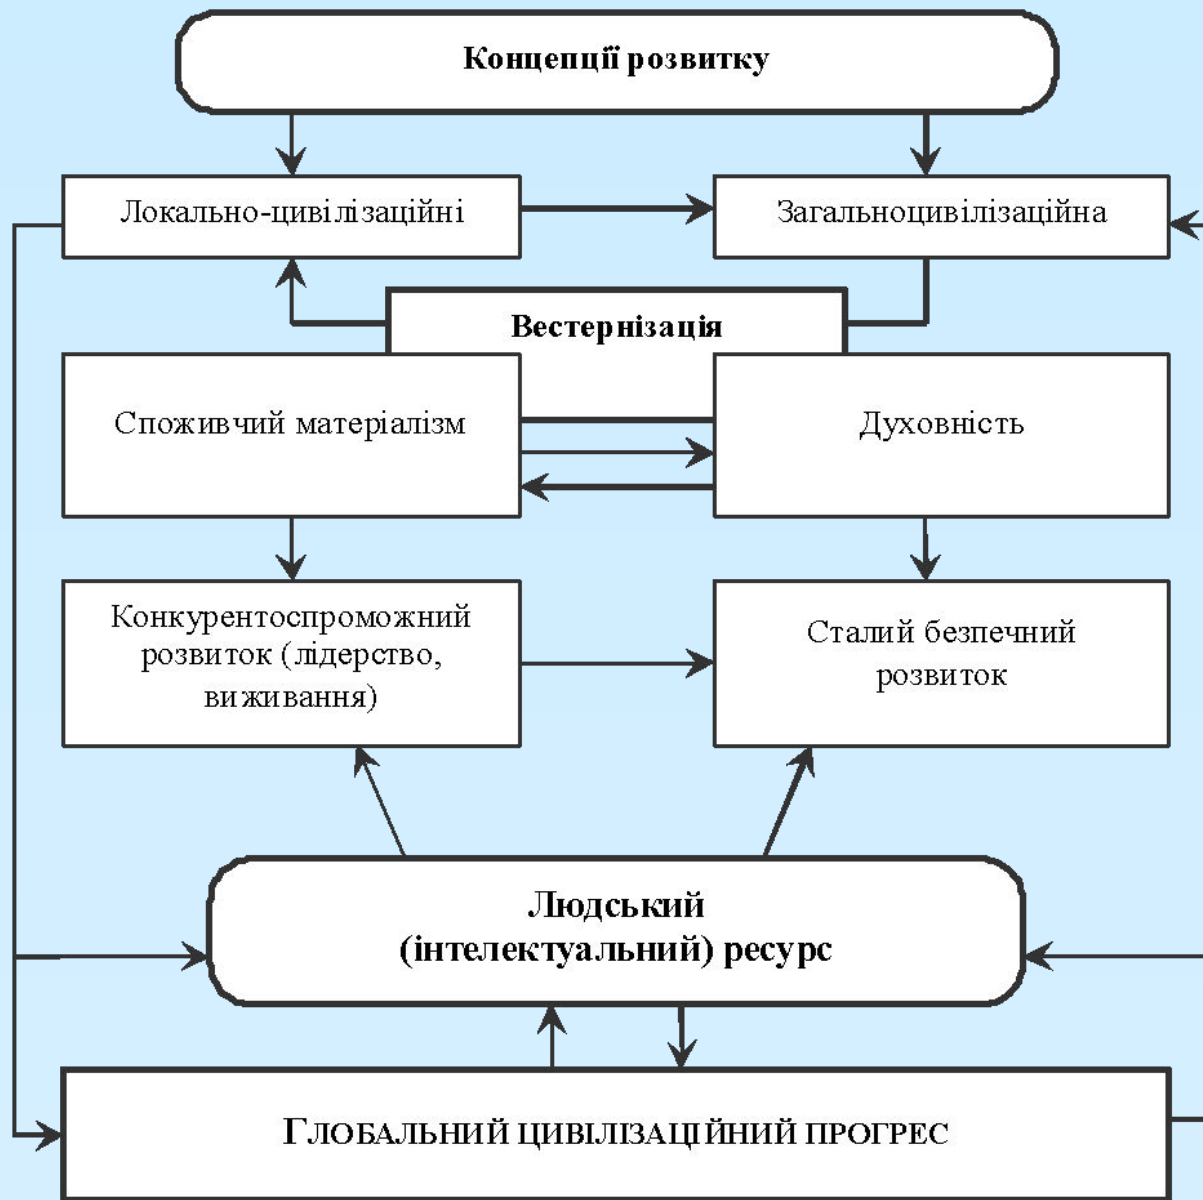 Концепції розвитку
Локально-цивілізаційні
Загальноцивілізаційна
Вестернізація
Споживчий матеріалізм
Духовність
Конкурентоспроможний
розвиток (лідерство,
виживання)
Сталий безпечний
розвиток
Людський
(інтелектуальний) ресурс
ГЛОБАЛЬНИЙ ЦИВІЛІЗАЦІЙНИЙ ПРОГРЕС